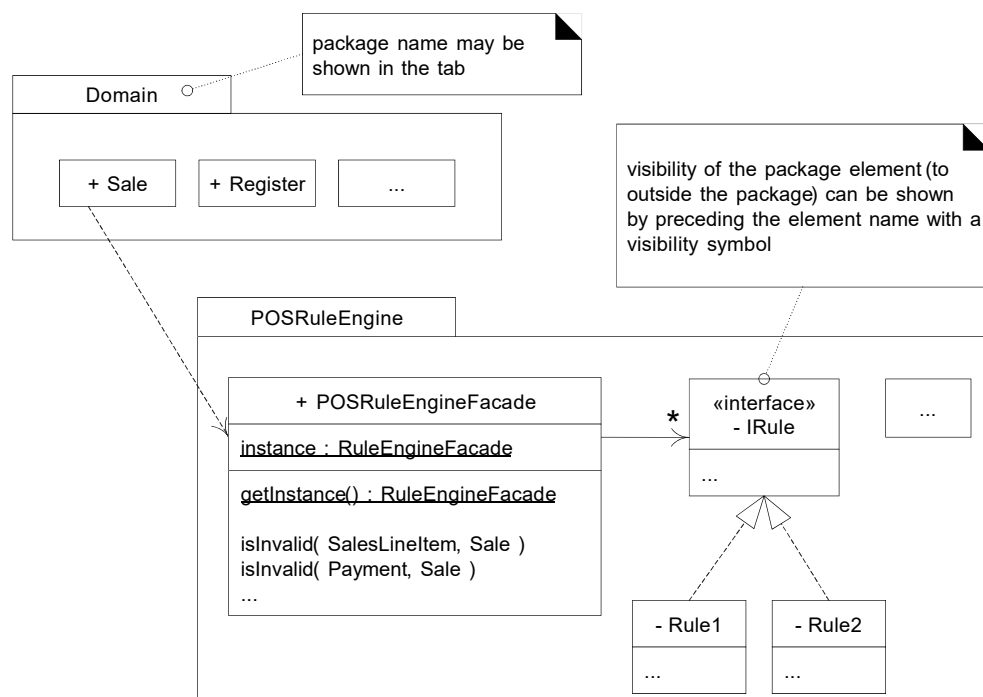 package name may be
shown in the tab
Domain
+ Sale
+ Register
...
visibility of the package element (to
outside the package) can be shown
by preceding the element name with a
visibility symbol
POSRuleEngine
+ POSRuleEngineFacade
instance : RuleEngineFacade
getInstance() : RuleEngineFacade
isInvalid( SalesLineItem, Sale )
isInvalid( Payment, Sale )
...
*
«interface»
- IRule
...
...
- Rule1
...
- Rule2
...